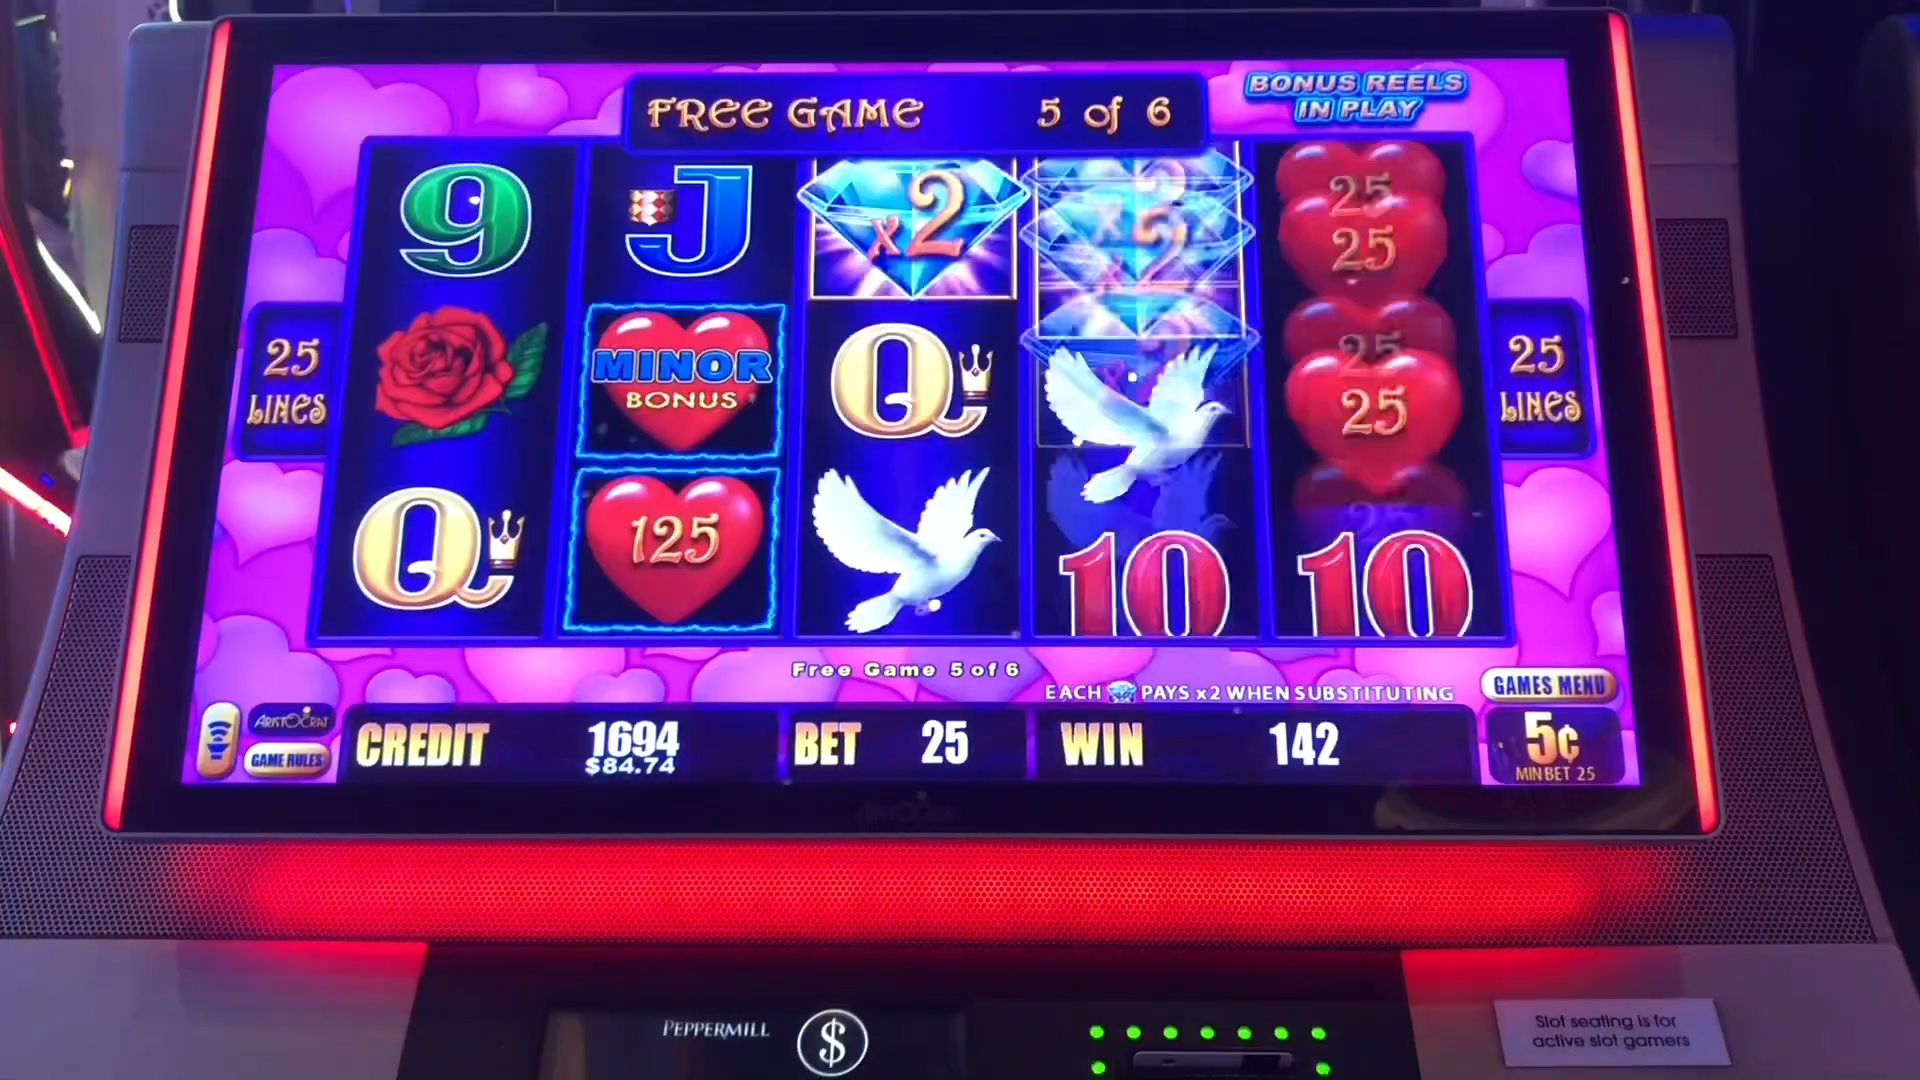 FREE GAME 5 of 6
BONUS REELS
IN PLAY
9
J
x2
25
25
25
LINES
MINOR
BONUS
Q
25
25
25
LINES
Q
125
10
10
Free Game 5 of 6
EACH PAYS x2 WHEN SUBSTITUTING
GAMES MENU
ARISTOCRAT
GAME RULES
CREDIT 1694
$84.74
BET 25
WIN 142
5¢
MIN BET 25
PEPPERMILL
$
Slot seating is for
active slot gamers